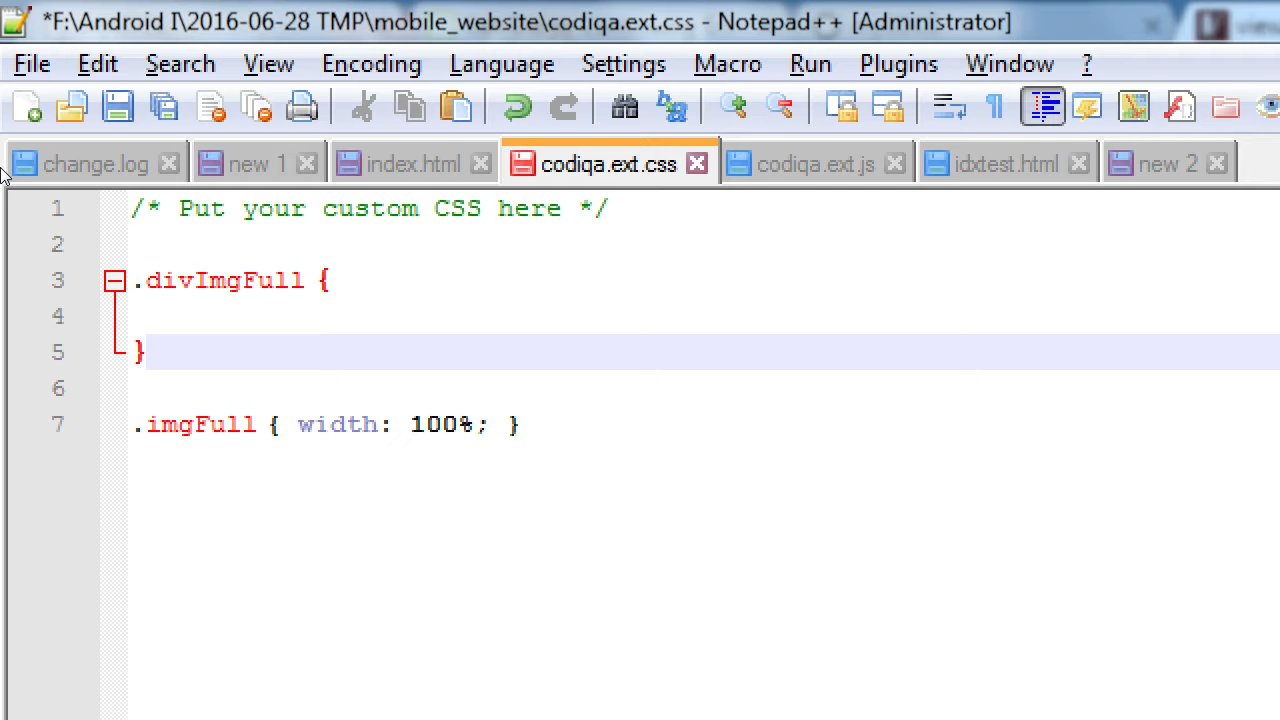 *F:\Android I\2016-06-28 TMP\mobile_website\codiqa.ext.css - Notepad++ [Administrator]
File Edit Search View Encoding Language Settings Macro Run Plugins Window ?
change.log new 1 index.html codiqa.ext.css codiqa.ext.js idxtest.html new 2
1 /* Put your custom CSS here */
2
3 .divImgFull {
4
5 }
6
7 .imgFull { width: 100%; }